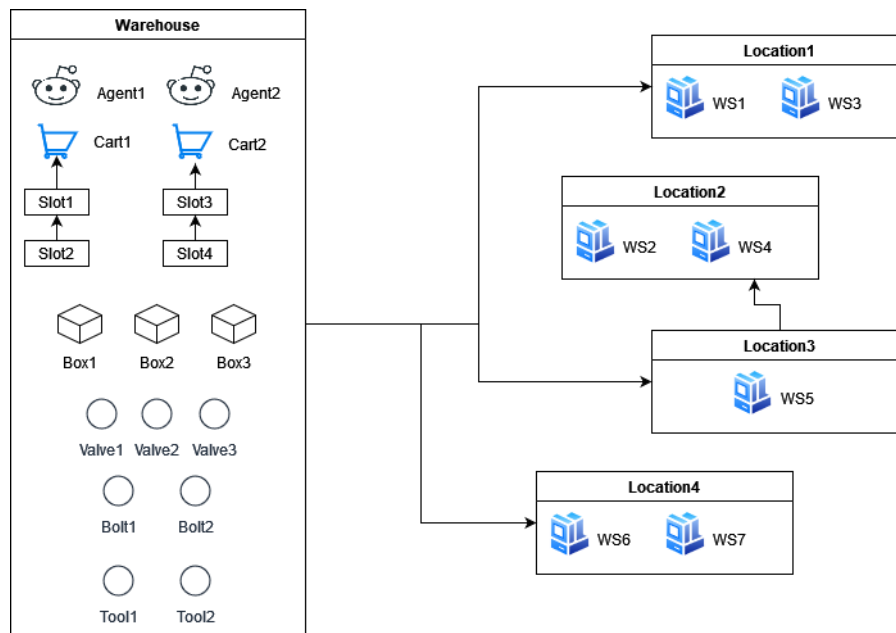 Warehouse
Agent1
Agent2
Cart1
Cart2
Slot1
Slot3
Slot2
Slot4
Box1
Box2
Box3
Valve1
Valve2
Valve3
Bolt1
Bolt2
Tool1
Tool2
Location1
WS1
WS3
Location2
WS2
WS4
Location3
WS5
Location4
WS6
WS7